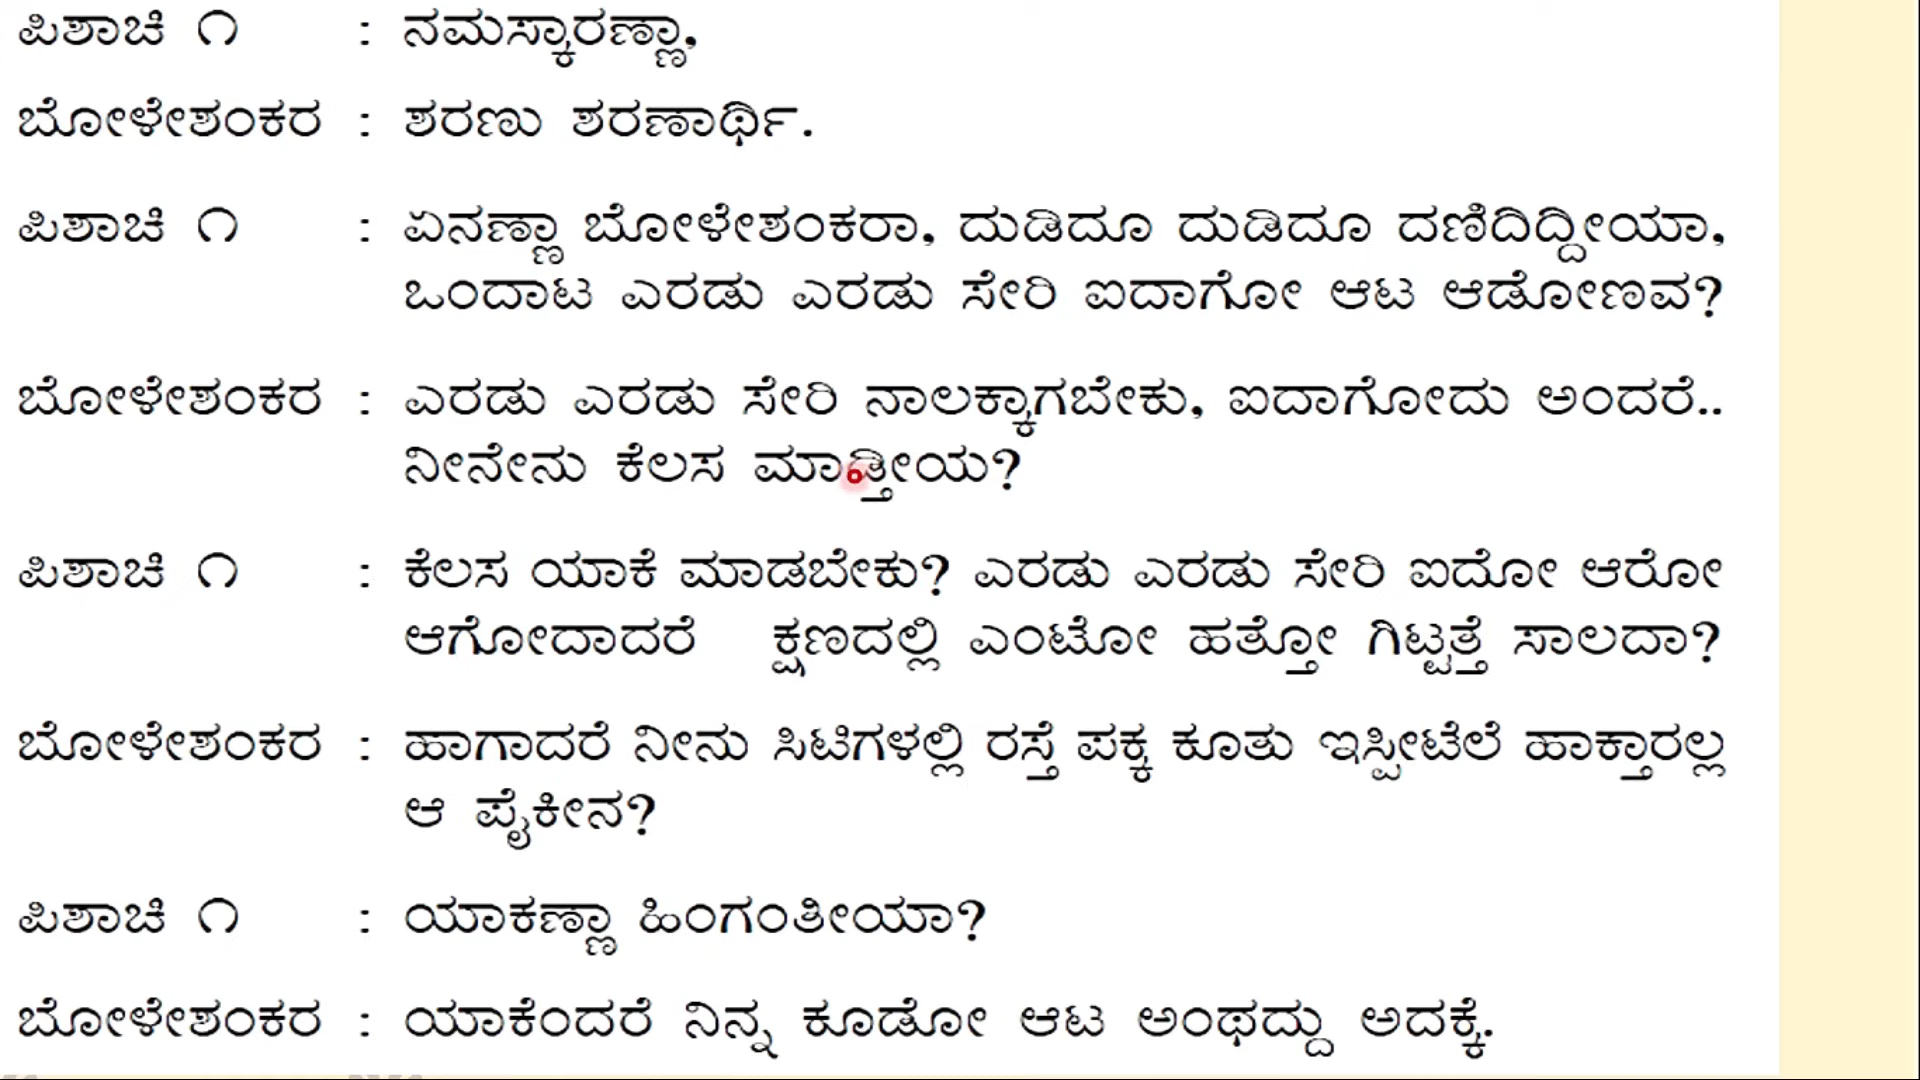 ಪಿಶಾಚಿ ೧ : ನಮಸ್ಕಾರಣ್ಣಾ,
ಬೋಳೇಶಂಕರ : ಶರಣು ಶರಣಾರ್ಥಿ.
ಪಿಶಾಚಿ ೧ : ಏನಣ್ಣಾ ಬೋಳೇಶಂಕರಾ, ದುಡಿದೂ ದುಡಿದೂ ದಣಿದಿದ್ದೀಯಾ,
ಒಂದಾಟ ಎರಡು ಎರಡು ಸೇರಿ ಐದಾಗೋ ಆಟ ಆಡೋಣವ?
ಬೋಳೇಶಂಕರ : ಎರಡು ಎರಡು ಸೇರಿ ನಾಲಕ್ಕಾಗಬೇಕು, ಐದಾಗೋದು ಅಂದರೆ..
ನೀನೇನು ಕೆಲಸ ಮಾಡ್ತೀಯ?
ಪಿಶಾಚಿ ೧ : ಕೆಲಸ ಯಾಕೆ ಮಾಡಬೇಕು? ಎರಡು ಎರಡು ಸೇರಿ ಐದೋ ಆರೋ
ಆಗೋದಾದರೆ ಕ್ಷಣದಲ್ಲಿ ಎಂಟೋ ಹತ್ತೋ ಗಿಟ್ಟತ್ತೆ ಸಾಲದಾ?
ಬೋಳೇಶಂಕರ : ಹಾಗಾದರೆ ನೀನು ಸಿಟಿಗಳಲ್ಲಿ ರಸ್ತೆ ಪಕ್ಕ ಕೂತು ಇಸ್ಪೀಟೆಲೆ ಹಾಕ್ತಾರಲ್ಲ
ಆ ಪೈಕೀನ?
ಪಿಶಾಚಿ ೧ : ಯಾಕಣ್ಣಾ ಹಿಂಗಂತೀಯಾ?
ಬೋಳೇಶಂಕರ : ಯಾಕೆಂದರೆ ನಿನ್ನ ಕೂಡೋ ಆಟ ಅಂಥದ್ದು ಅದಕ್ಕೆ.